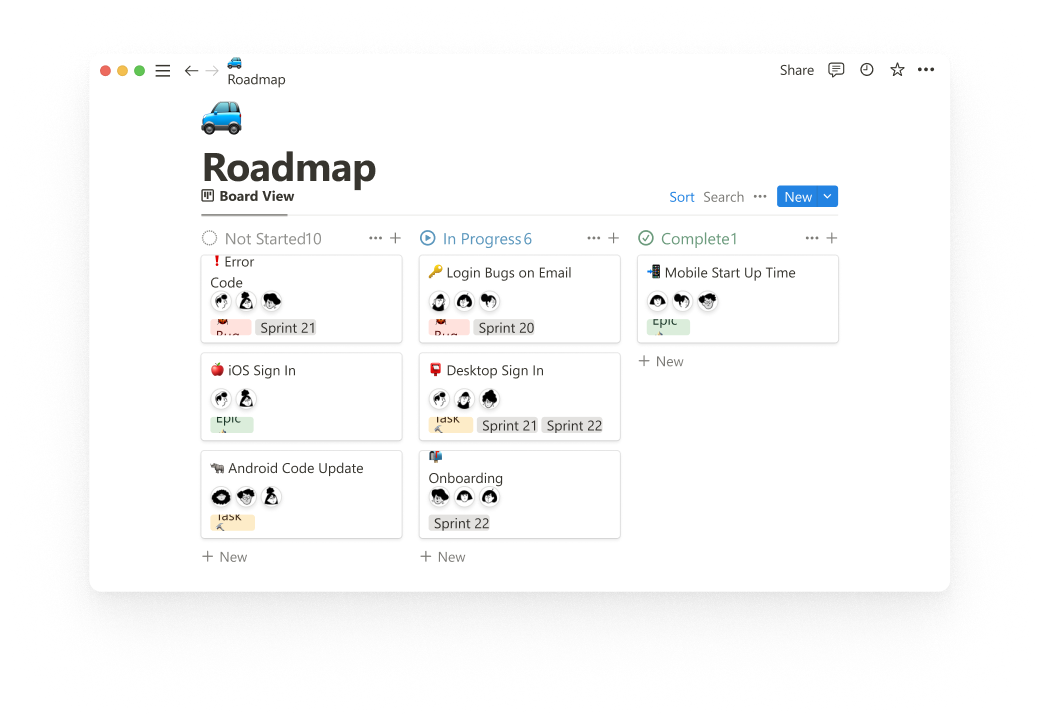 Roadmap
Share
Roadmap
Board View
Sort Search New
Not Started10
In Progress 6
Complete1
Error
Code
Bug
Sprint 21
iOS Sign In
Epic
Android Code Update
Task
+ New
Login Bugs on Email
Bug
Sprint 20
Desktop Sign In
Task
Sprint 21 Sprint 22
Onboarding
Sprint 22
+ New
Mobile Start Up Time
Epic
+ New